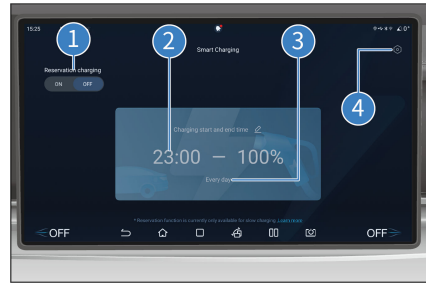 15:25
1
2
3
Smart Charging
4
Reservation charging
ON OFF
Charging start and end time
23:00 — 100%
Every day
* Reservation function is currently only available for slow charging. Learn more
OFF
OFF